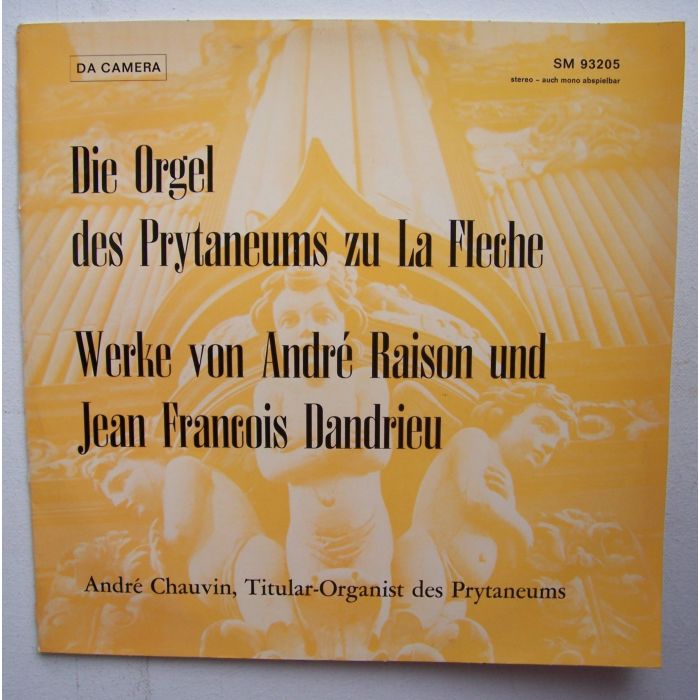 DA CAMERA
SM 93205
stereo – auch mono abspielbar
Die Orgel
des Prytaneums zu La Fleche
Werke von André Raison und
Jean Francois Dandrieu
André Chauvin, Titular-Organist des Prytaneums